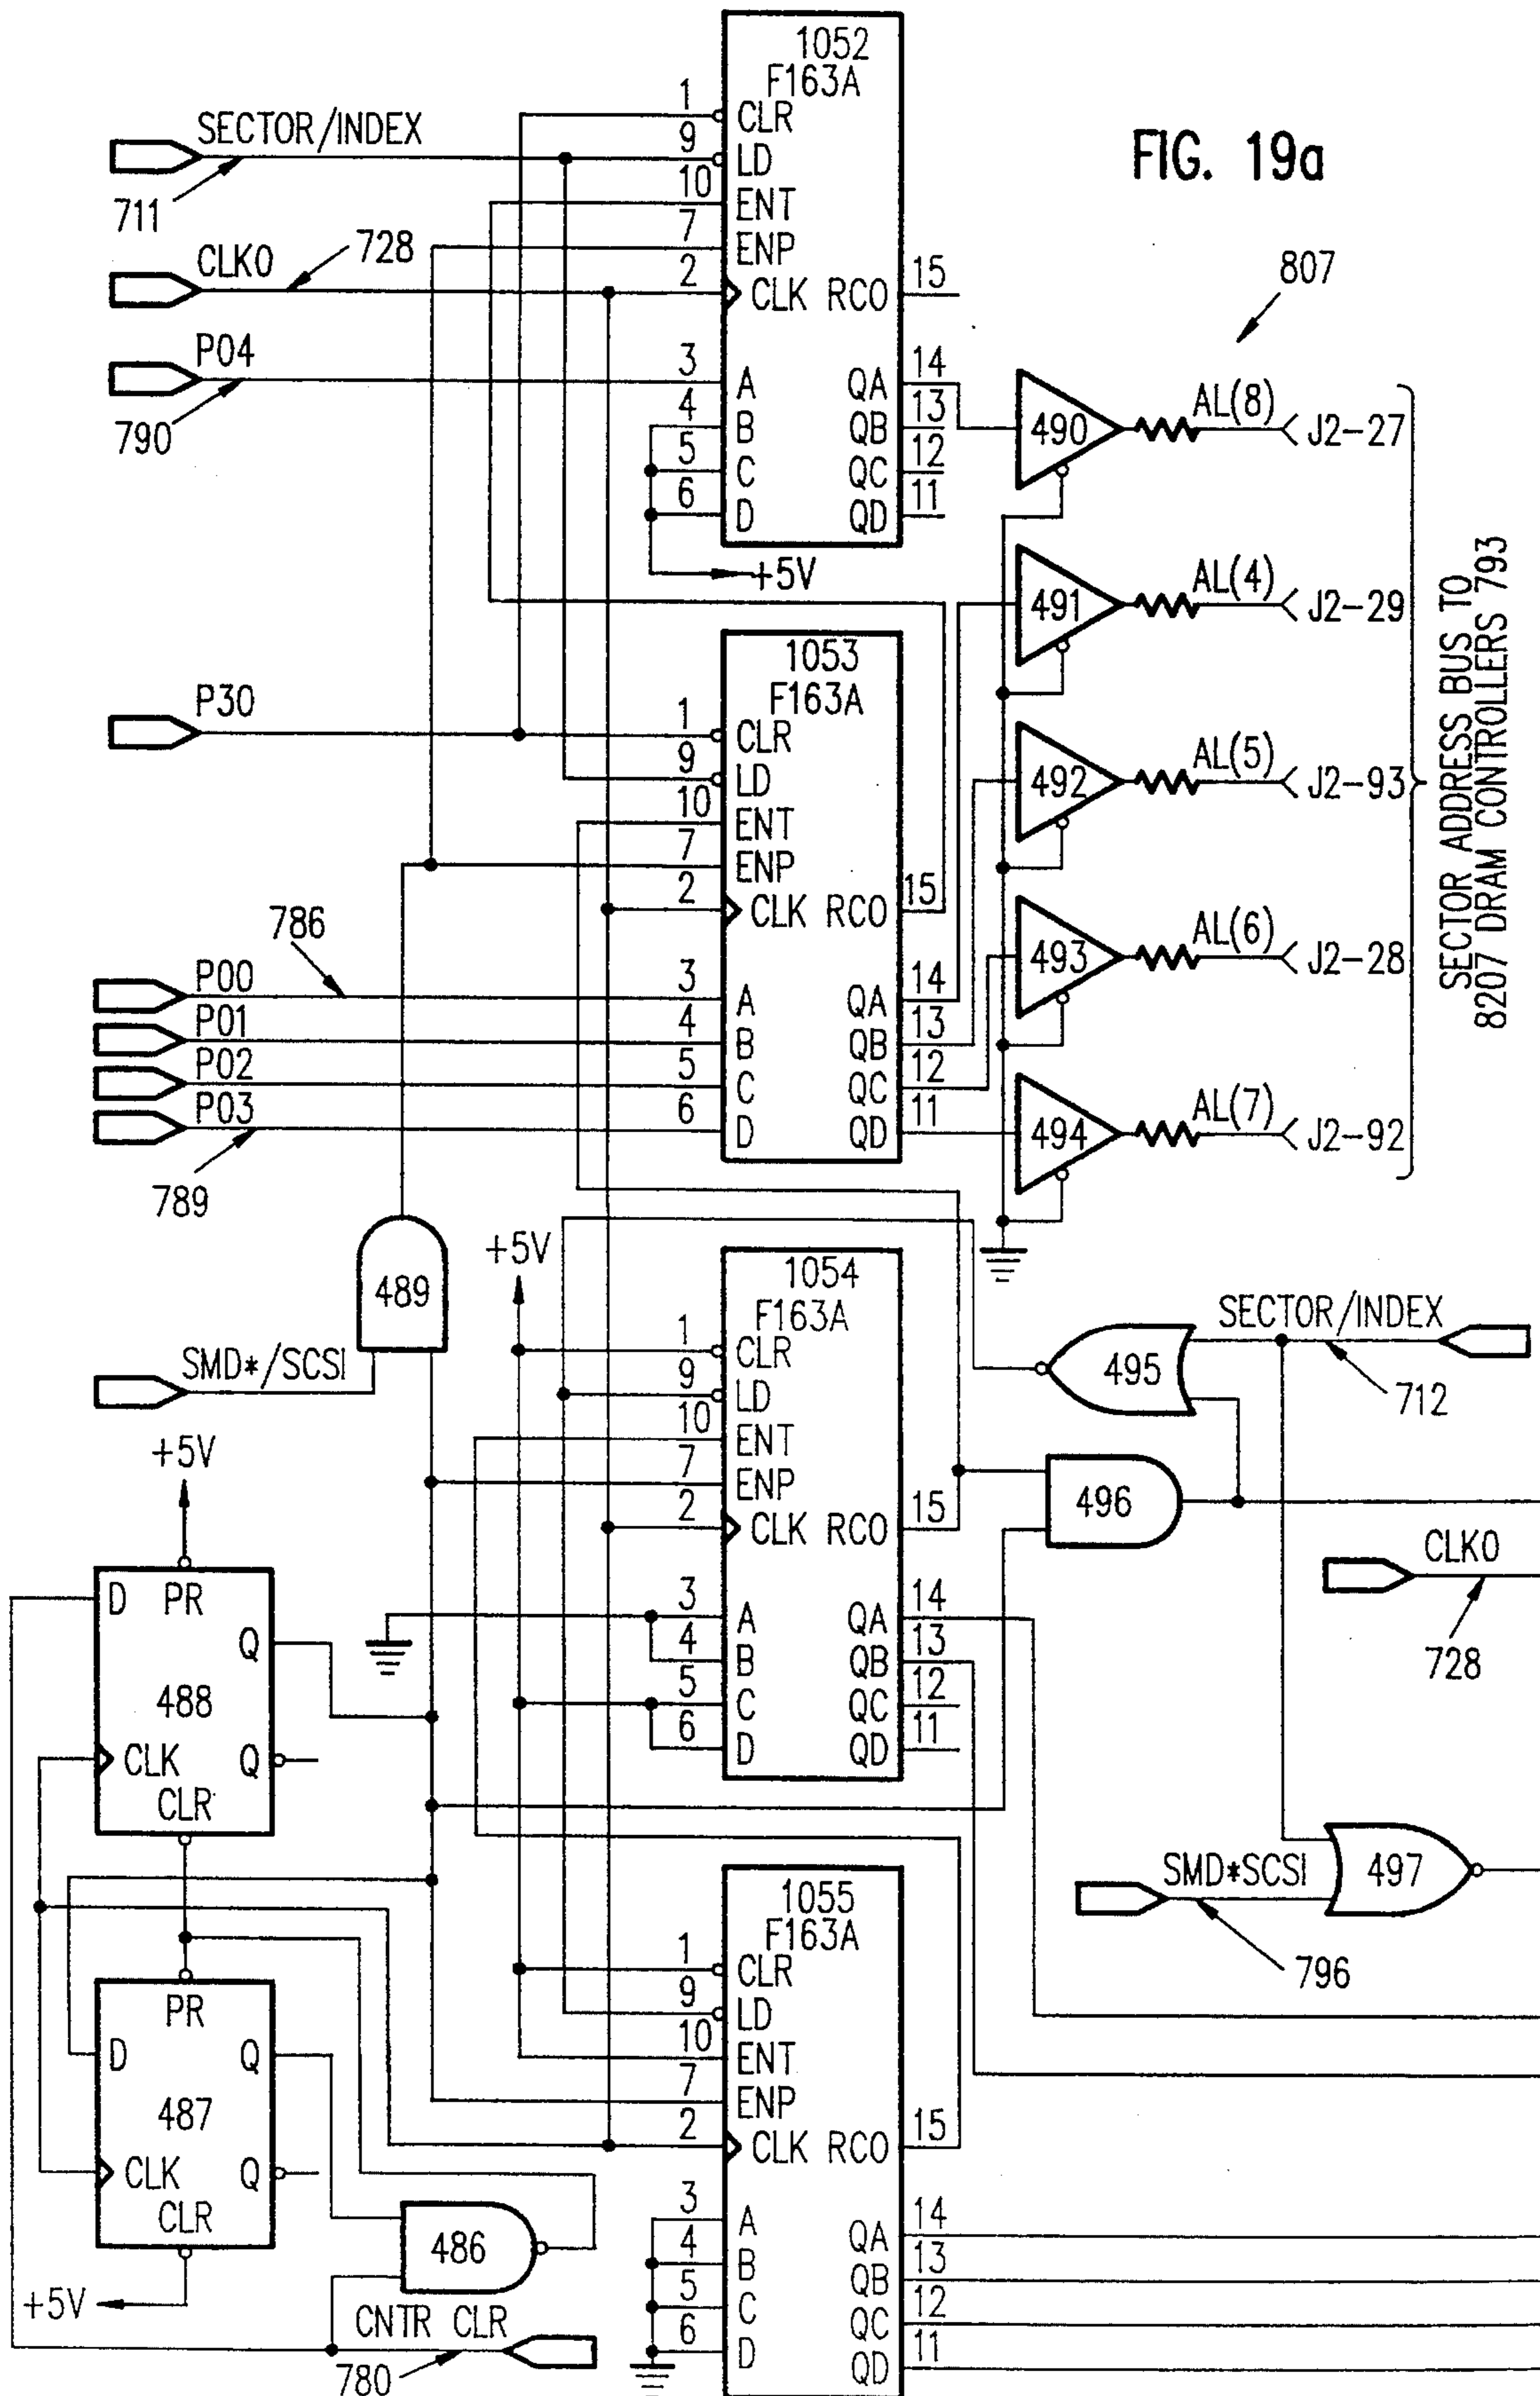 FIG. 19a
807
SECTOR/INDEX
711
CLK0
728
P04
790
P30
786
P00
P01
P02
P03
789
1052
F163A
1 CLR
9 LD
10 ENT
7 ENP
2 CLK RCO 15
3 A QA 14
4 B QB 13
5 C QC 12
6 D QD 11
+5V
490 AL(8) J2-27
491 AL(4) J2-29
492 AL(5) J2-93
493 AL(6) J2-28
494 AL(7) J2-92
SECTOR ADDRESS BUS TO
8207 DRAM CONTROLLERS 793
1053
F163A
1 CLR
9 LD
10 ENT
7 ENP
2 CLK RCO 15
3 A QA 14
4 B QB 13
5 C QC 12
6 D QD 11
489
SMD*/SCSI
+5V
+5V
1054
F163A
1 CLR
9 LD
10 ENT
7 ENP
2 CLK RCO 15
3 A QA 14
4 B QB 13
5 C QC 12
6 D QD 11
SECTOR/INDEX
495
712
496
CLK0
728
D PR
Q
488
CLK Q
CLR
SMD*SCSI
497
796
PR
D Q
487
CLK Q
CLR
+5V
486
CNTR CLR
780
1055
F163A
1 CLR
9 LD
10 ENT
7 ENP
2 CLK RCO 15
3 A QA 14
4 B QB 13
5 C QC 12
6 D QD 11